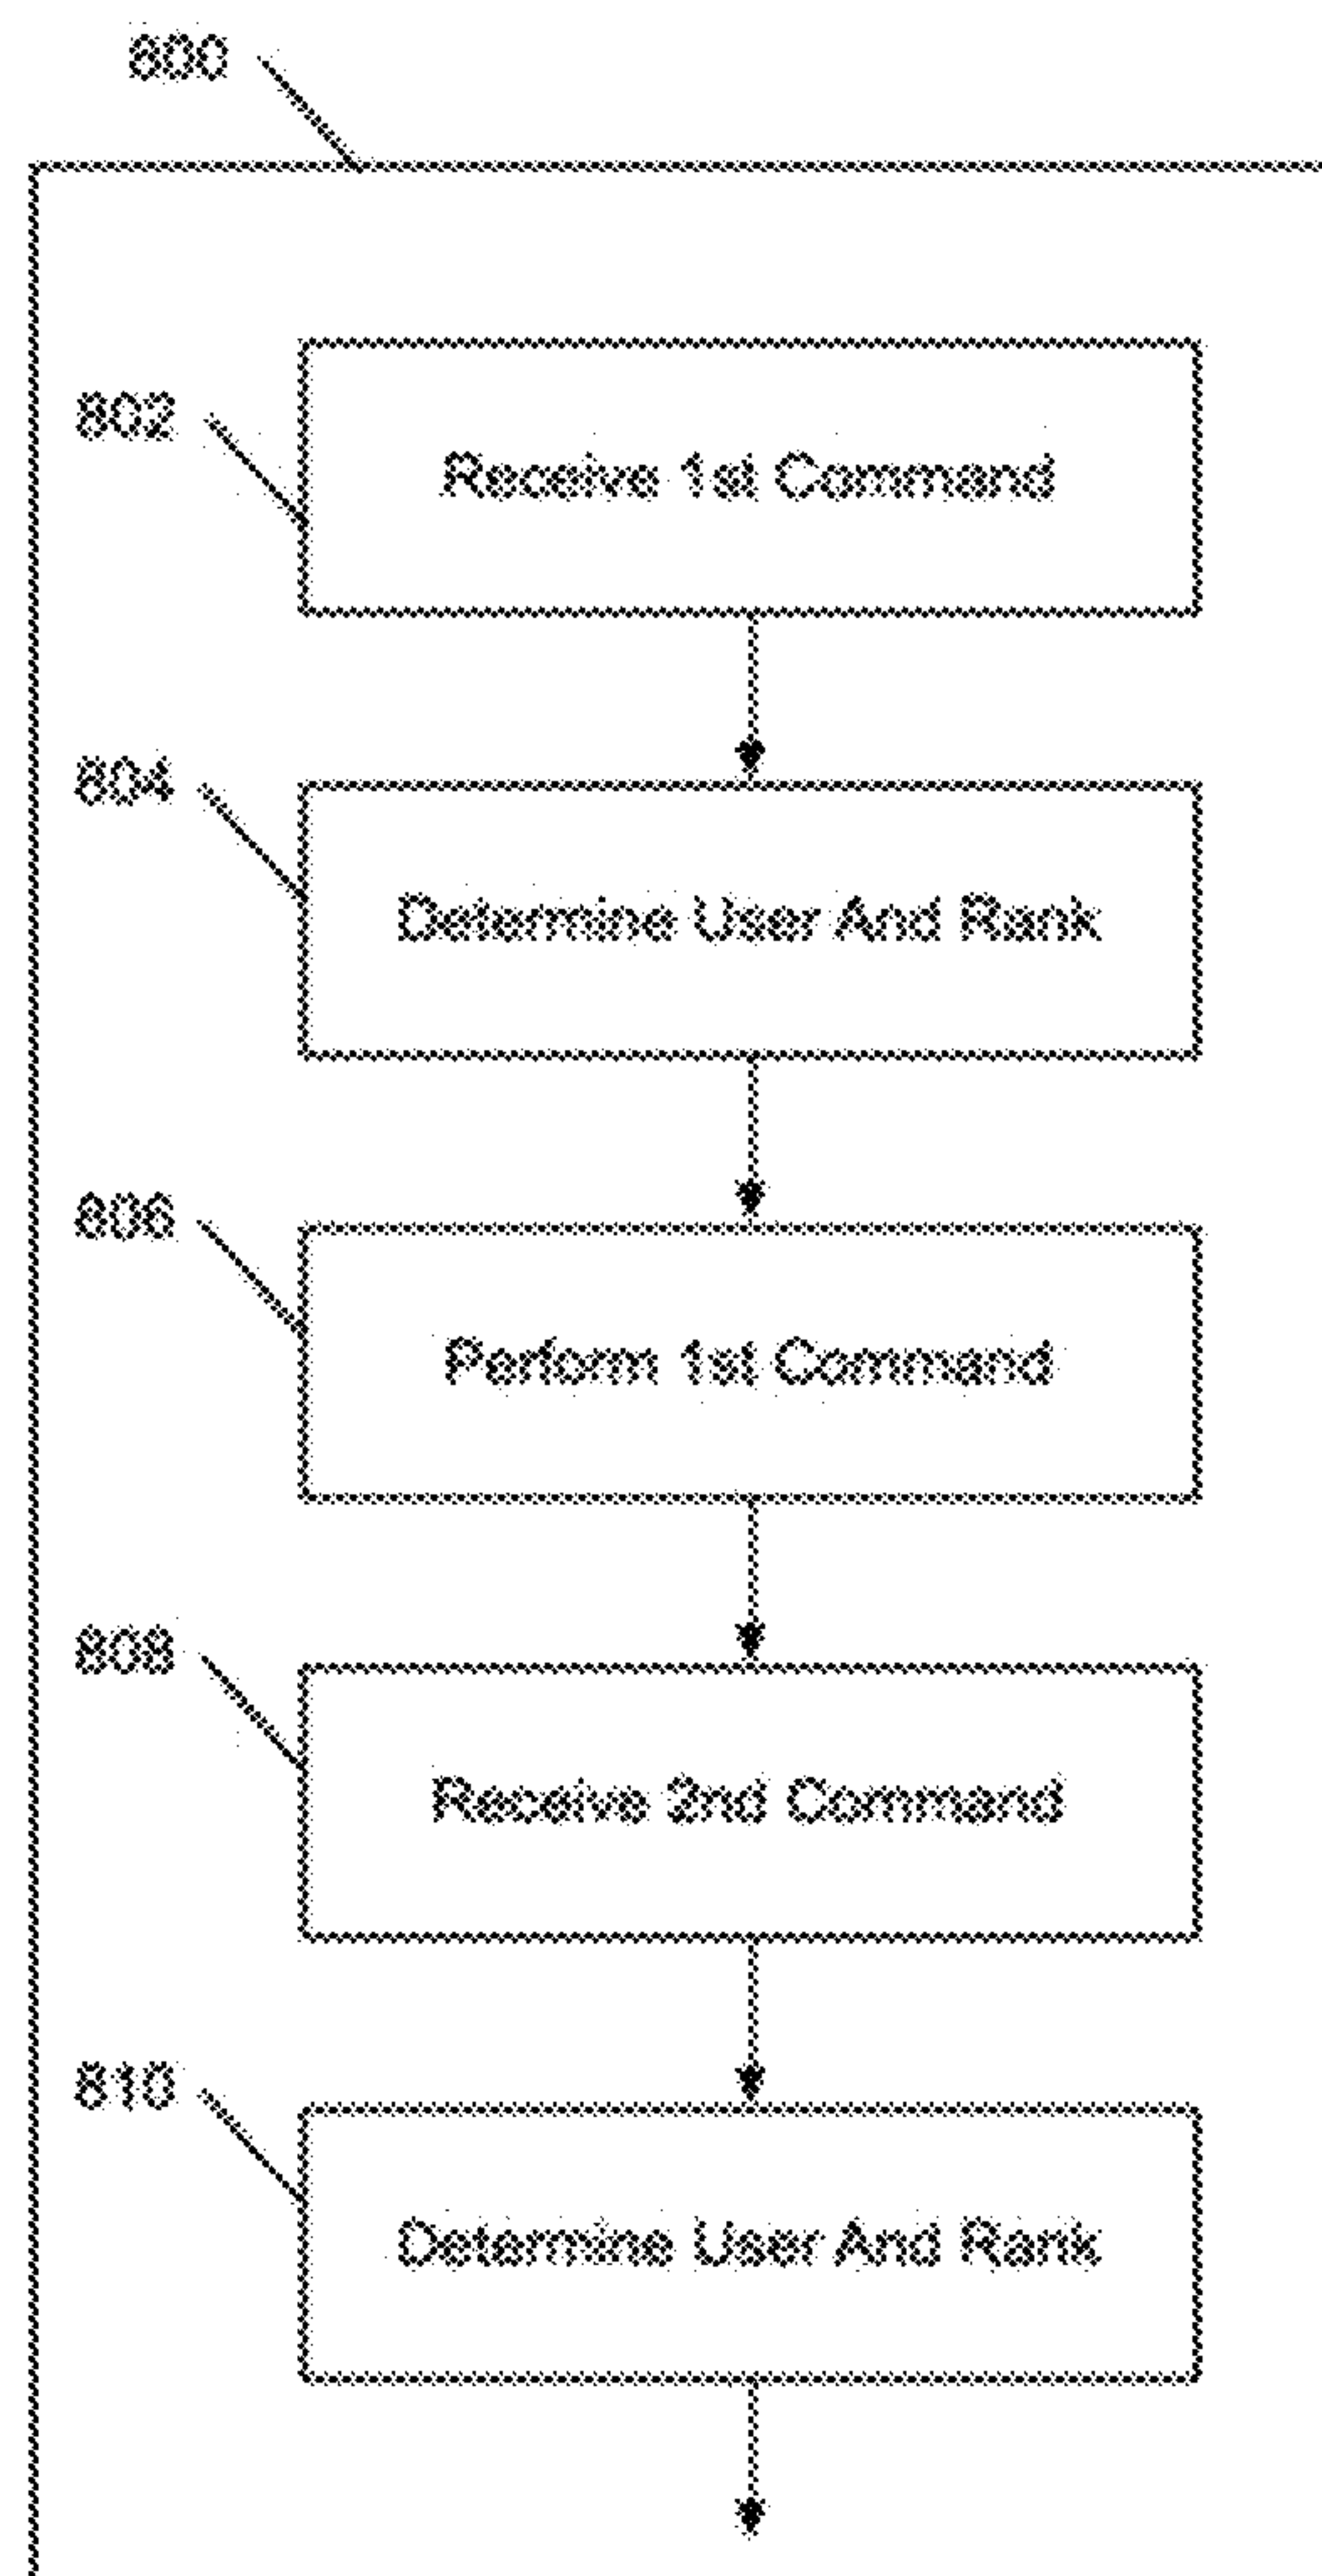 800
802
Receive 1st Command
804
Determine User And Rank
806
Perform 1st Command
808
Receive 2nd Command
810
Determine User And Rank